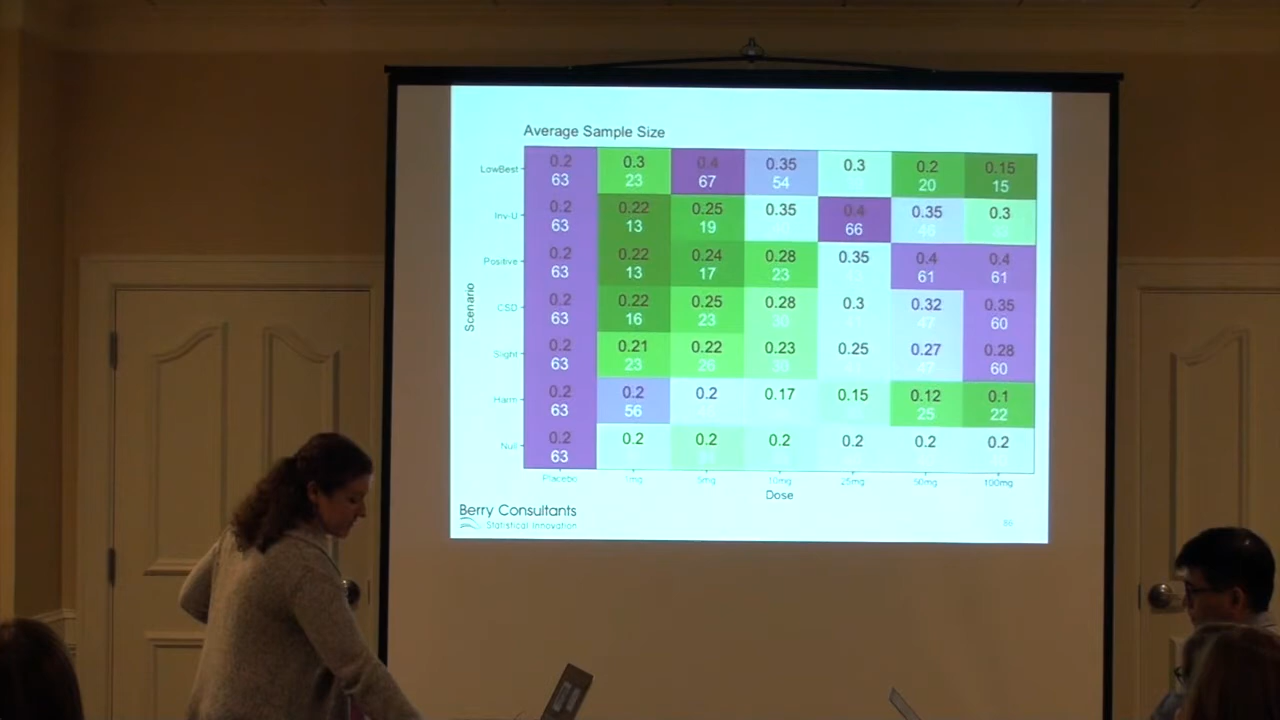 Average Sample Size
Scenario
LowBest 0.2 0.3 0.4 0.35 0.3 0.2 0.15
63 23 67 54 20 15
Inv-U 0.2 0.22 0.25 0.35 0.4 0.35 0.3
63 13 19 66 46
Positive 0.2 0.22 0.24 0.28 0.35 0.4 0.4
63 13 17 23 61 61
CSD 0.2 0.22 0.25 0.28 0.3 0.32 0.35
63 16 23 30 47 60
Slight 0.2 0.21 0.22 0.23 0.25 0.27 0.28
63 23 26 30 47 60
Harm 0.2 0.2 0.2 0.17 0.15 0.12 0.1
63 56 25 22
Null 0.2 0.2 0.2 0.2 0.2 0.2 0.2
63
Placebo 1mg 5mg 10mg 25mg 50mg 100mg
Dose
Berry Consultants
Statistical Innovation